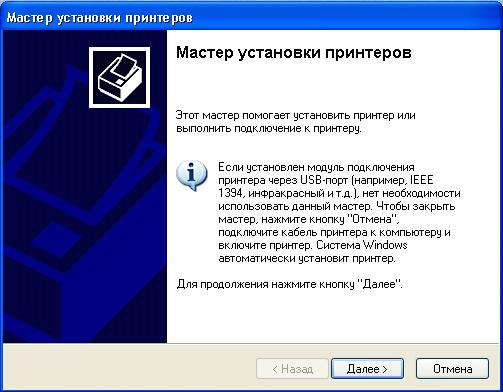 Мастер установки принтеров
Мастер установки принтеров
Этот мастер помогает установить принтер или
выполнить подключение к принтеру.
Если установлен модуль подключения
принтера через USB-порт (например, IEEE
1394, инфракрасный и т.д.), нет необходимости
использовать данный мастер. Чтобы закрыть
мастер, нажмите кнопку "Отмена",
подключите кабель принтера к компьютеру и
включите принтер. Система Windows
автоматически установит принтер.
Для продолжения нажмите кнопку "Далее".
< Назад Далее > Отмена